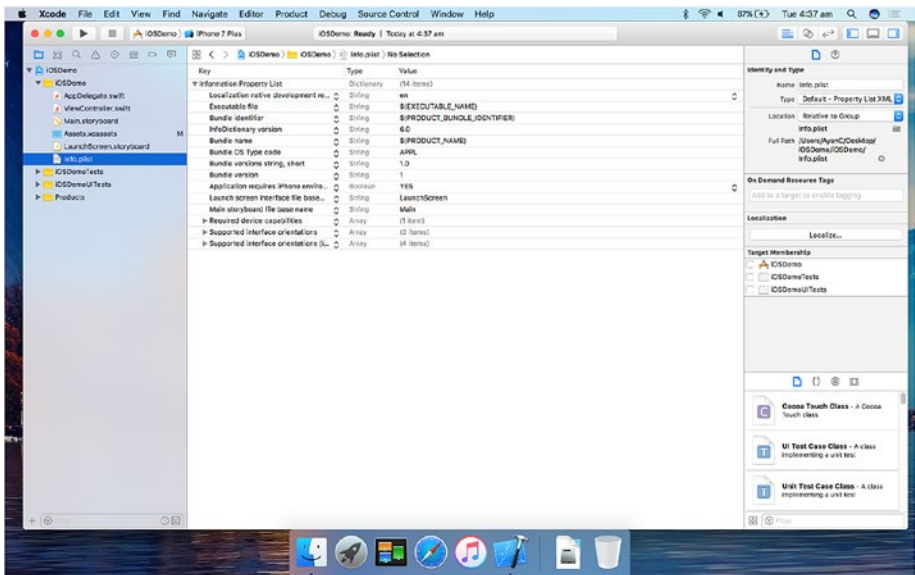 Xcode File Edit View Find Navigate Editor Product Debug Source Control Window Help
87% Tue 4:37 am
iOSDemo iPhone 7 Plus
iOSDemo: Ready | Today at 4:37 am
iOSDemo
iOSDemo
AppDelegate.swift
ViewController.swift
Main.storyboard
Assets.xcassets M
LaunchScreen.storyboard
Info.plist
iOSDemoTests
iOSDemoUITests
Products
iOSDemo iOSDemo Info.plist No Selection
Key Type Value
Information Property List Dictionary (14 items)
Localization native development re... String en
Executable file String $(EXECUTABLE_NAME)
Bundle identifier String $(PRODUCT_BUNDLE_IDENTIFIER)
InfoDictionary version String 6.0
Bundle name String $(PRODUCT_NAME)
Bundle OS Type code String APPL
Bundle versions string, short String 1.0
Bundle version String 1
Application requires iPhone enviro... Boolean YES
Launch screen interface file base... String LaunchScreen
Main storyboard file base name String Main
Required device capabilities Array (1 item)
Supported interface orientations Array (3 items)
Supported interface orientations (i... Array (4 items)
Identity and Type
Name Info.plist
Type Default - Property List XML
Location Relative to Group
Info.plist
Full Path /Users/AyanC/Desktop/
iOSDemo/iOSDemo/
Info.plist
On Demand Resource Tags
Add to a target to enable tagging
Localization
Localize...
Target Membership
iOSDemo
iOSDemoTests
iOSDemoUITests
C
Cocoa Touch Class - A Cocoa
Touch class
T
UI Test Case Class - A class
implementing a unit test
T
Unit Test Case Class - A class
implementing a unit test
Filter